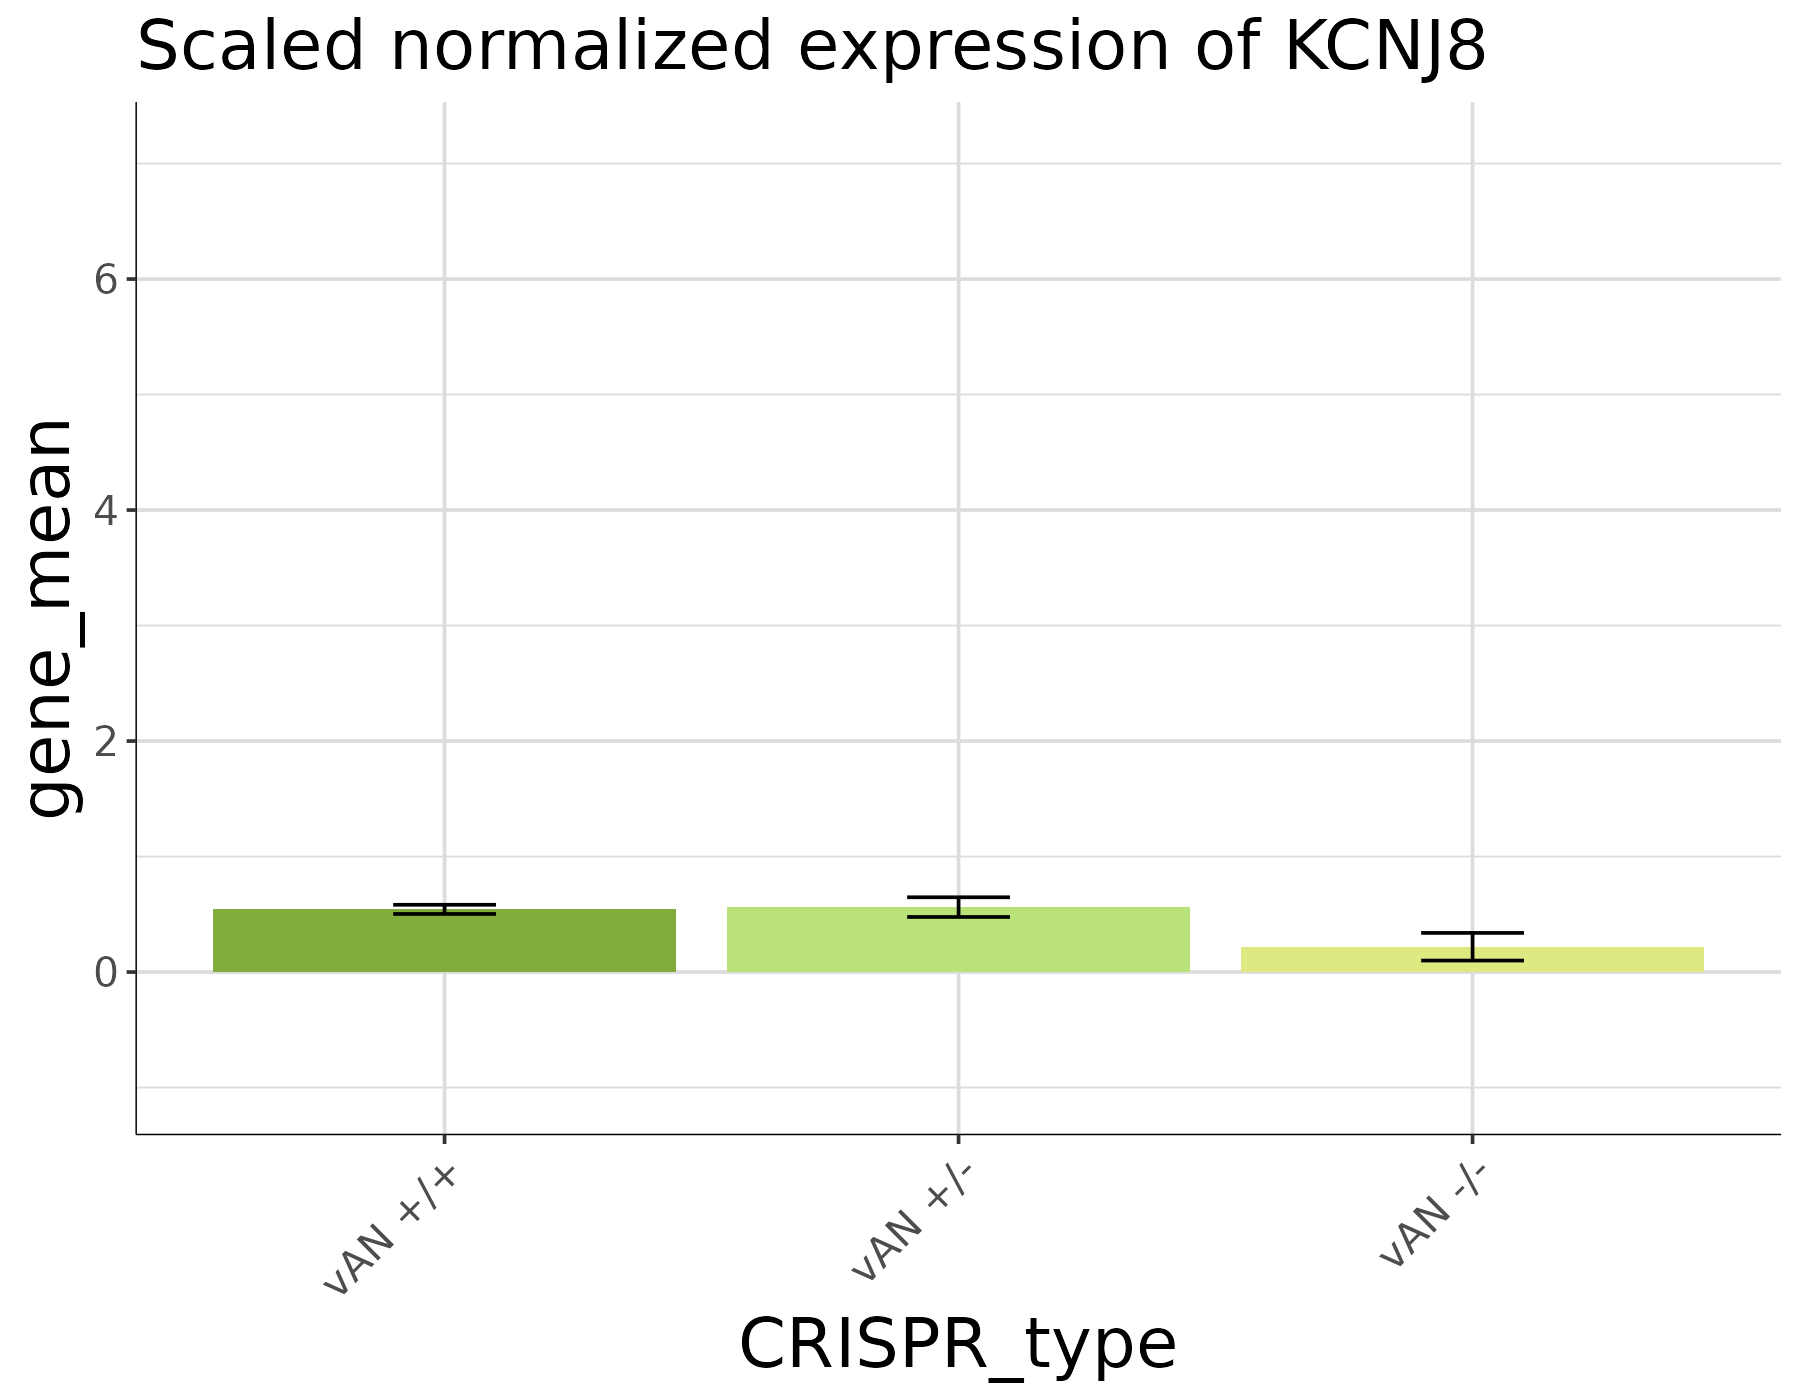 Scaled normalized expression of KCNJ8
gene_mean
6
4
2
0
vAN +/+
vAN +/-
vAN -/-
CRISPR_type